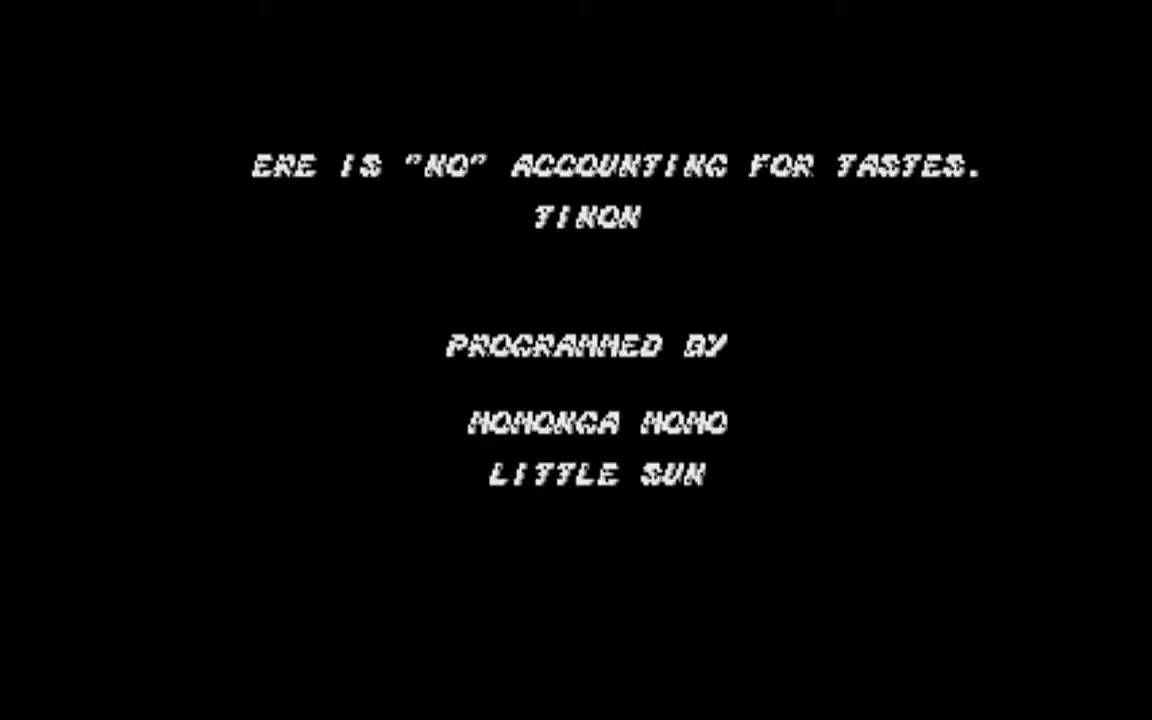 ERE IS "NO" ACCOUNTING FOR TASTES.
TIMON
PROGRAMMED BY
MOMONGA MOMO
LITTLE SUN